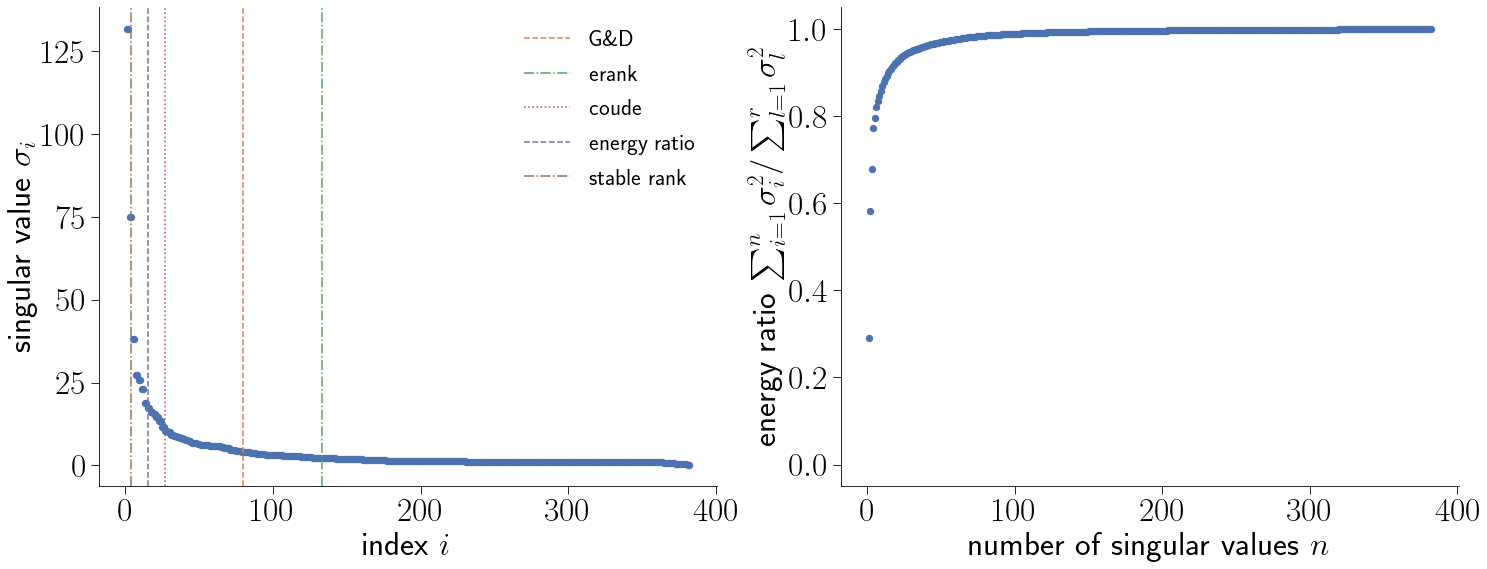 singular value σ_i
125
100
75
50
25
0
0
100
200
300
400
index i
G&D
erank
coude
energy ratio
stable rank
energy ratio ∑_{i=1}^{n} σ_i^2 / ∑_{l=1}^{r} σ_l^2
1.0
0.8
0.6
0.4
0.2
0.0
0
100
200
300
400
number of singular values n